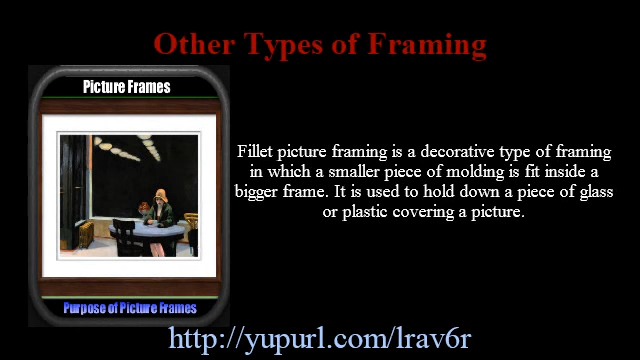 Other Types of Framing
Picture Frames
Fillet picture framing is a decorative type of framing
in which a smaller piece of molding is fit inside a
bigger frame. It is used to hold down a piece of glass
or plastic covering a picture.
Purpose of Picture Frames
http://yupurl.com/lrav6r